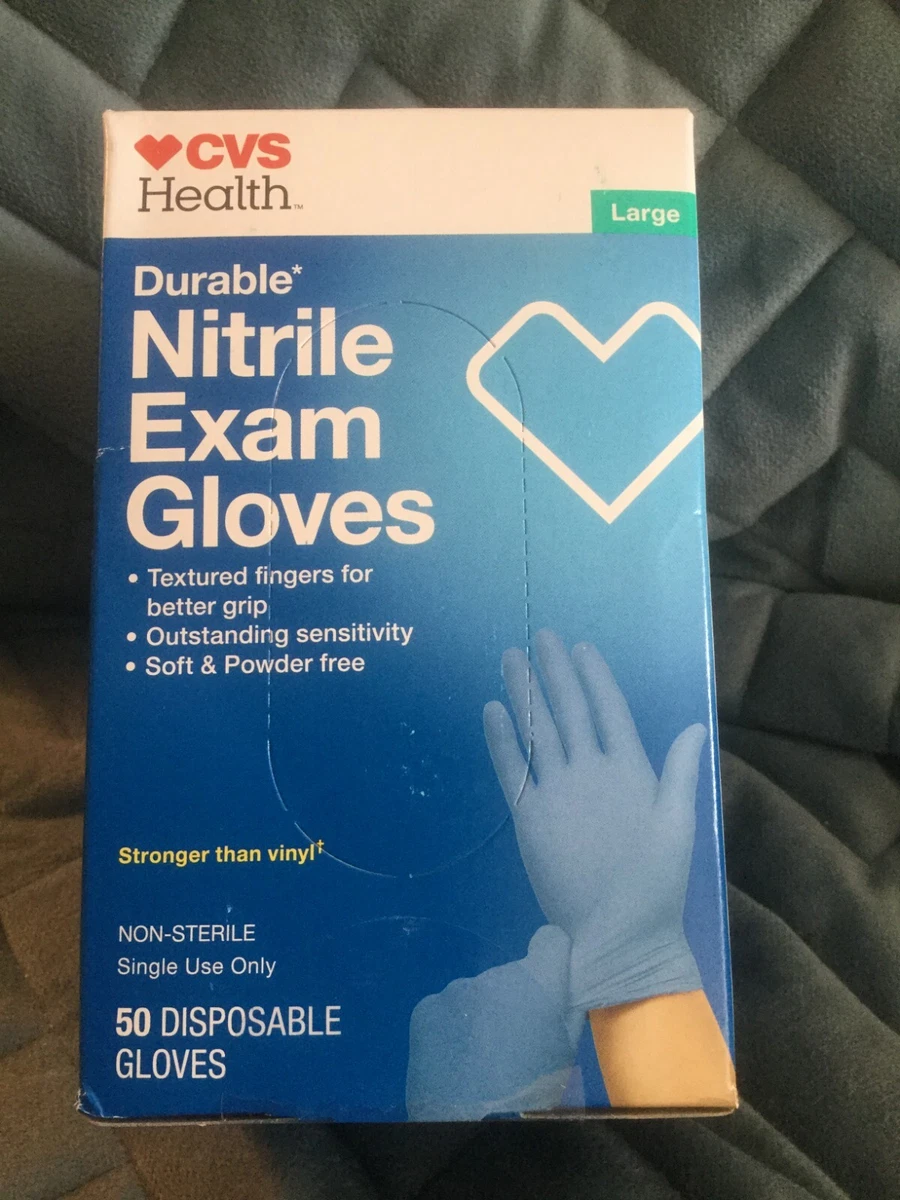 CVS
Health™
Large
Durable*
Nitrile
Exam
Gloves
• Textured fingers for
better grip
• Outstanding sensitivity
• Soft & Powder free
Stronger than vinyl†
NON-STERILE
Single Use Only
50 DISPOSABLE
GLOVES